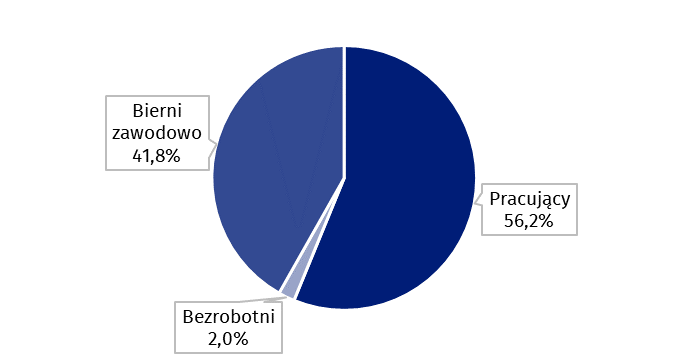 Bierni
zawodowo
41,8%
Pracujący
56,2%
Bezrobotni
2,0%